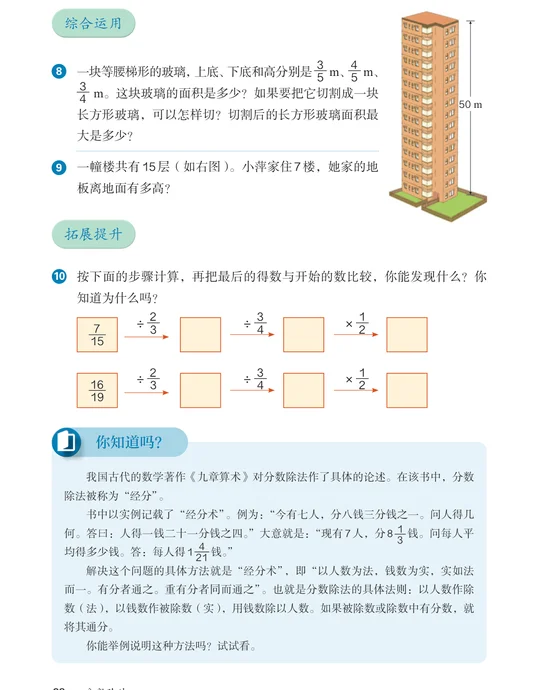 综合运用
8 一块等腰梯形的玻璃，上底、下底和高分别是 3/5 m、4/5 m、
3/4 m。这块玻璃的面积是多少？如果要把它切割成一块
长方形玻璃，可以怎样切？切割后的长方形玻璃面积最
大是多少？
50 m
9 一幢楼共有15层（如右图）。小萍家住7楼，她家的地
板离地面有多高？
拓展提升
10 按下面的步骤计算，再把最后的得数与开始的数比较，你能发现什么？你
知道为什么吗？
7/15 ÷2/3 ÷3/4 ×1/2
16/19 ÷2/3 ÷3/4 ×1/2
你知道吗？
我国古代的数学著作《九章算术》对分数除法作了具体的论述。在该书中，分数
除法被称为“经分”。
书中以实例记载了“经分术”。例为：“今有七人，分八钱三分钱之一。问人得几
何。答曰：人得一钱二十一分钱之四。”大意就是：“现有7人，分8 1/3 钱。问每人平
均得多少钱。答：每人得1 4/21 钱。”
解决这个问题的具体方法就是“经分术”，即“以人数为法，钱数为实，实如法
而一。有分者通之。重有分者同而通之”。也就是分数除法的具体法则：以人数作除
数（法），以钱数作被除数（实），用钱数除以人数。如果被除数或除数中有分数，就
将其通分。
你能举例说明这种方法吗？试试看。